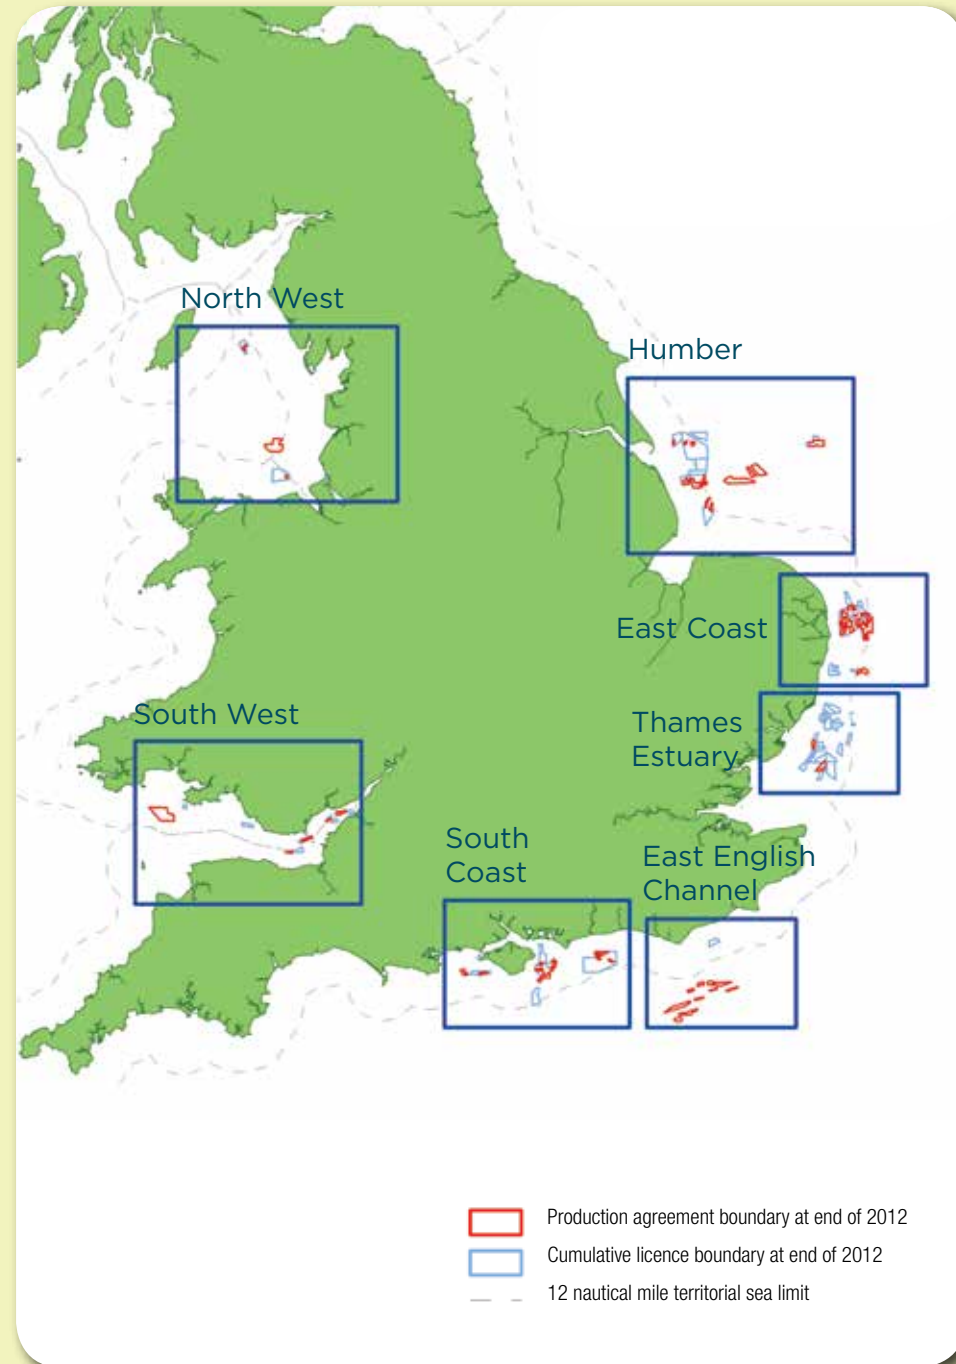 North West
Humber
East Coast
South West
Thames
Estuary
South
Coast
East English
Channel
Production agreement boundary at end of 2012
Cumulative licence boundary at end of 2012
12 nautical mile territorial sea limit